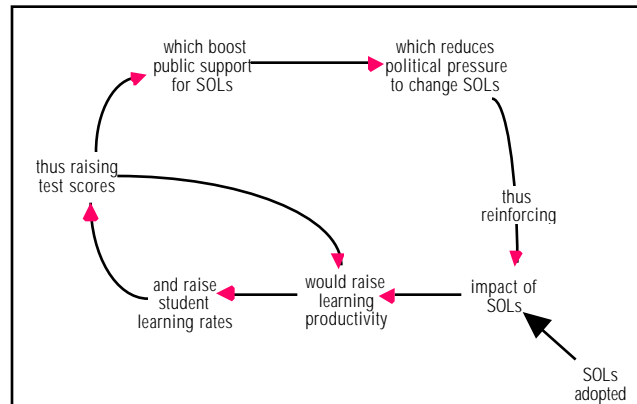 which boost
public support
for SOLs
which reduces
political pressure
to change SOLs
thus raising
test scores
thus
reinforcing
and raise
student
learning rates
would raise
learning
productivity
impact of
SOLs
SOLs
adopted